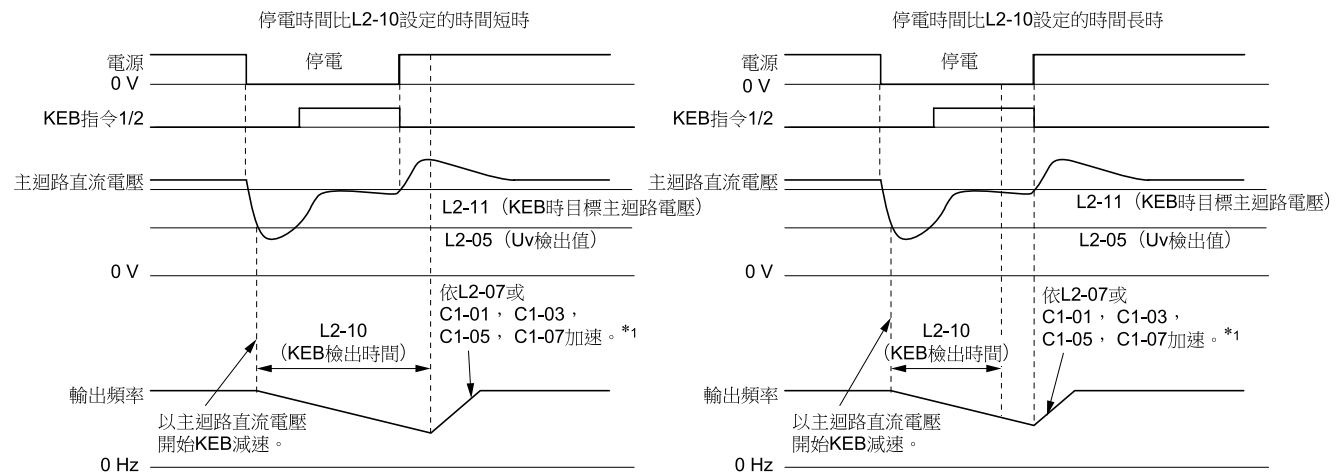 停電時間比L2-10設定的時間短時
電源
停電
0 V
KEB指令1/2
主迴路直流電壓
L2-11（KEB時目標主迴路電壓）
L2-05（Uv檢出值）
0 V
依L2-07或
C1-01，C1-03，
C1-05，C1-07加速。*1
L2-10
（KEB檢出時間）
輸出頻率
以主迴路直流電壓
開始KEB減速。
0 Hz
停電時間比L2-10設定的時間長時
電源
停電
0 V
KEB指令1/2
主迴路直流電壓
L2-11（KEB時目標主迴路電壓）
L2-05（Uv檢出值）
0 V
依L2-07或
C1-01，C1-03，
C1-05，C1-07加速。*1
L2-10
（KEB檢出時間）
輸出頻率
以主迴路直流電壓
開始KEB減速。
0 Hz